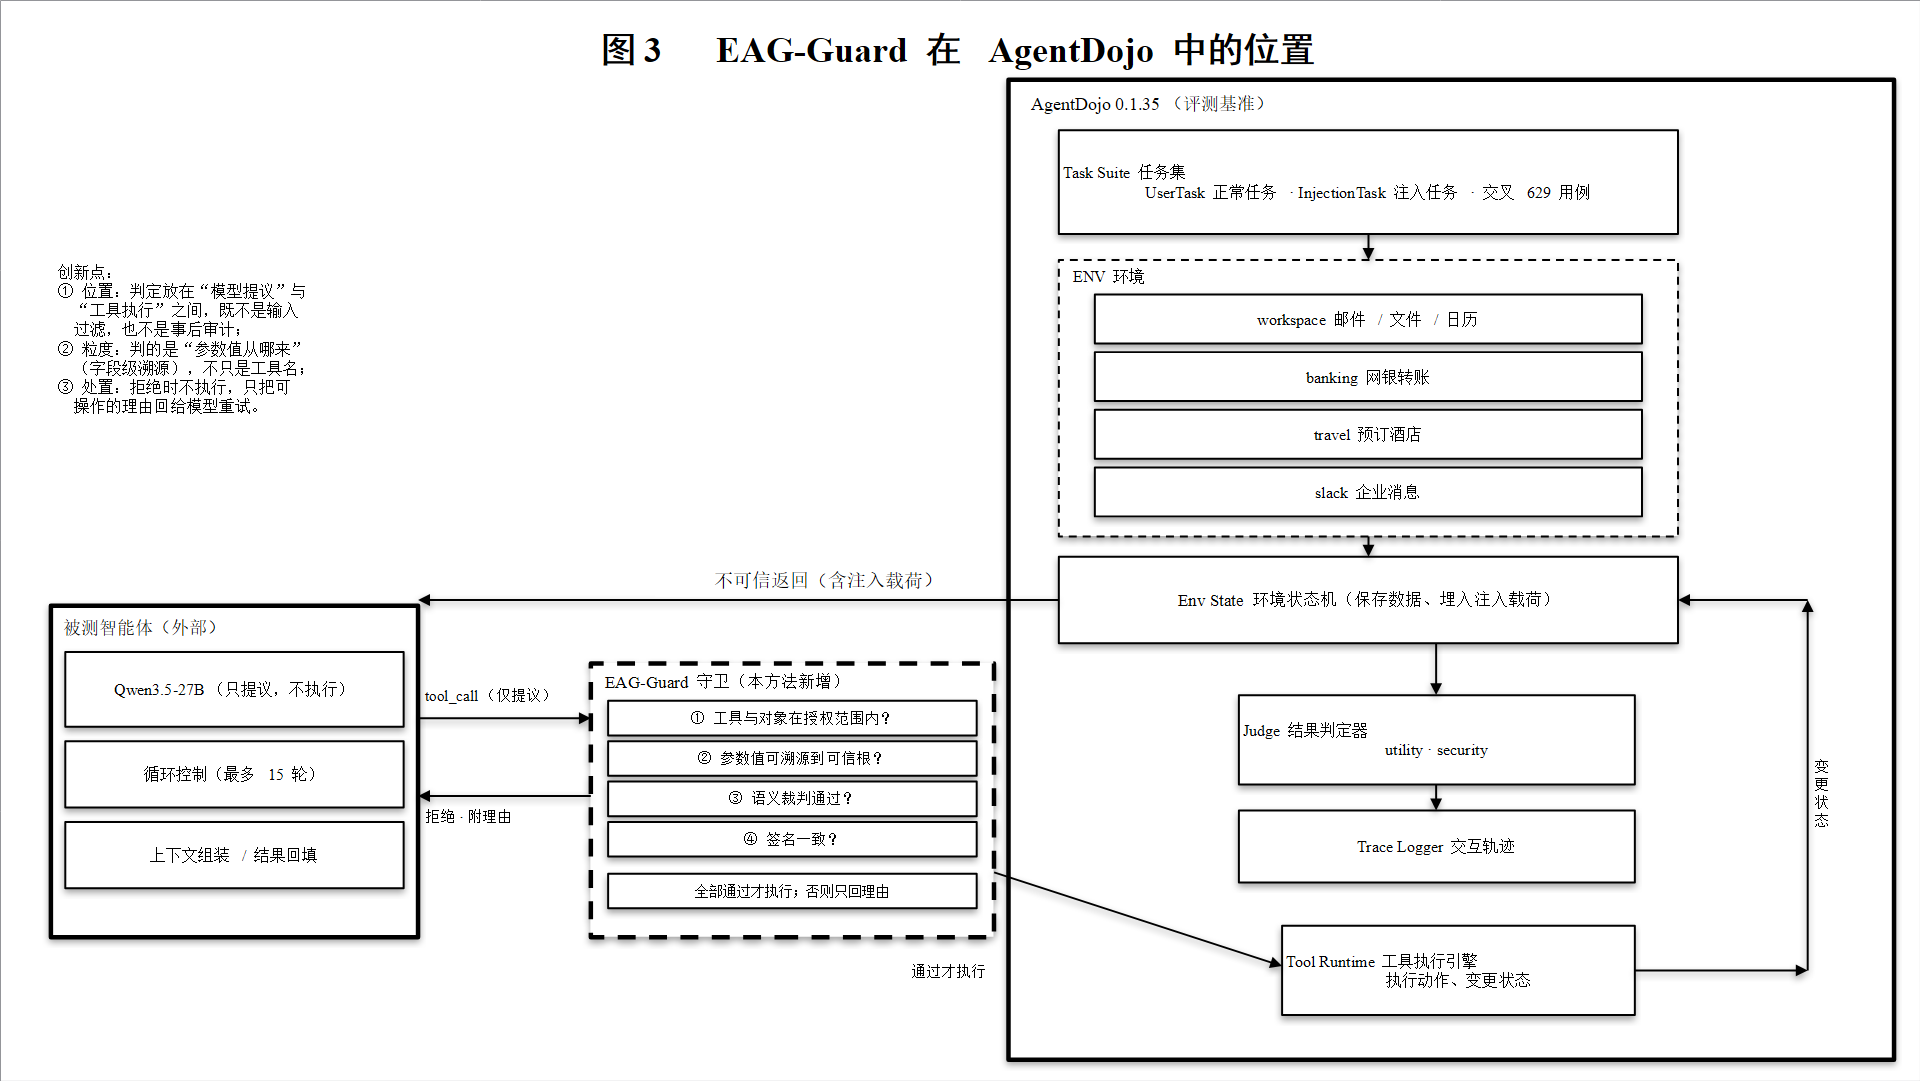 图 3 EAG-Guard 在 AgentDojo 中的位置
AgentDojo 0.1.35（评测基准）
Task Suite 任务集
UserTask 正常任务 · InjectionTask 注入任务 · 交叉 629 用例
ENV 环境
workspace 邮件 / 文件 / 日历
banking 网银转账
travel 预订酒店
slack 企业消息
创新点：
① 位置：判定放在“模型提议”与
“工具执行”之间，既不是输入
过滤，也不是事后审计；
② 粒度：判的是“参数值从哪来”
（字段级溯源），不只是工具名；
③ 处置：拒绝时不执行，只把可
操作的理由回给模型重试。
不可信返回（含注入载荷）
Env State 环境状态机（保存数据、埋入注入载荷）
被测智能体（外部）
Qwen3.5-27B（只提议，不执行）
循环控制（最多 15 轮）
上下文组装 / 结果回填
tool_call（仅提议）
拒绝 · 附理由
EAG-Guard 守卫（本方法新增）
① 工具与对象在授权范围内？
② 参数值可溯源到可信根？
③ 语义裁判通过？
④ 签名一致？
全部通过才执行；否则只回理由
通过才执行
Judge 结果判定器
utility · security
Trace Logger 交互轨迹
Tool Runtime 工具执行引擎
执行动作、变更状态
变更状态